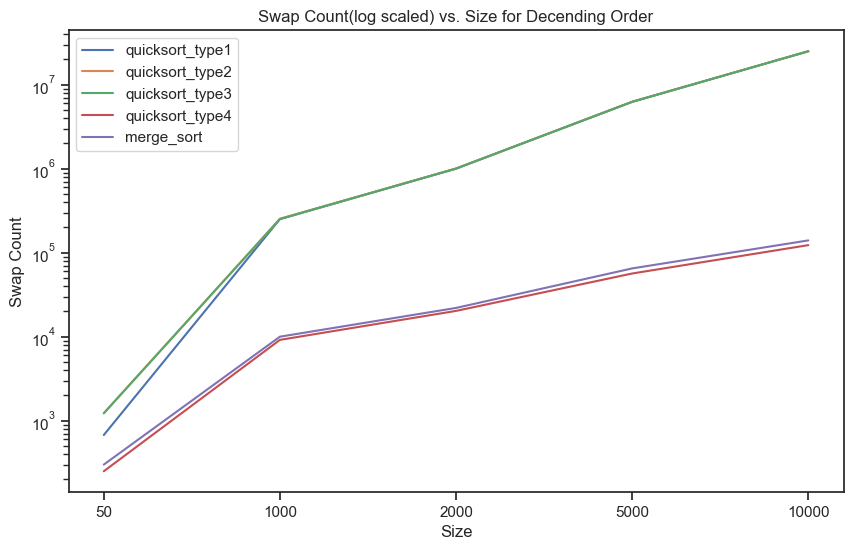 Swap Count(log scaled) vs. Size for Decending Order
quicksort_type1
quicksort_type2
quicksort_type3
quicksort_type4
merge_sort
Swap Count
10^7
10^6
10^5
10^4
10^3
50
1000
2000
5000
10000
Size